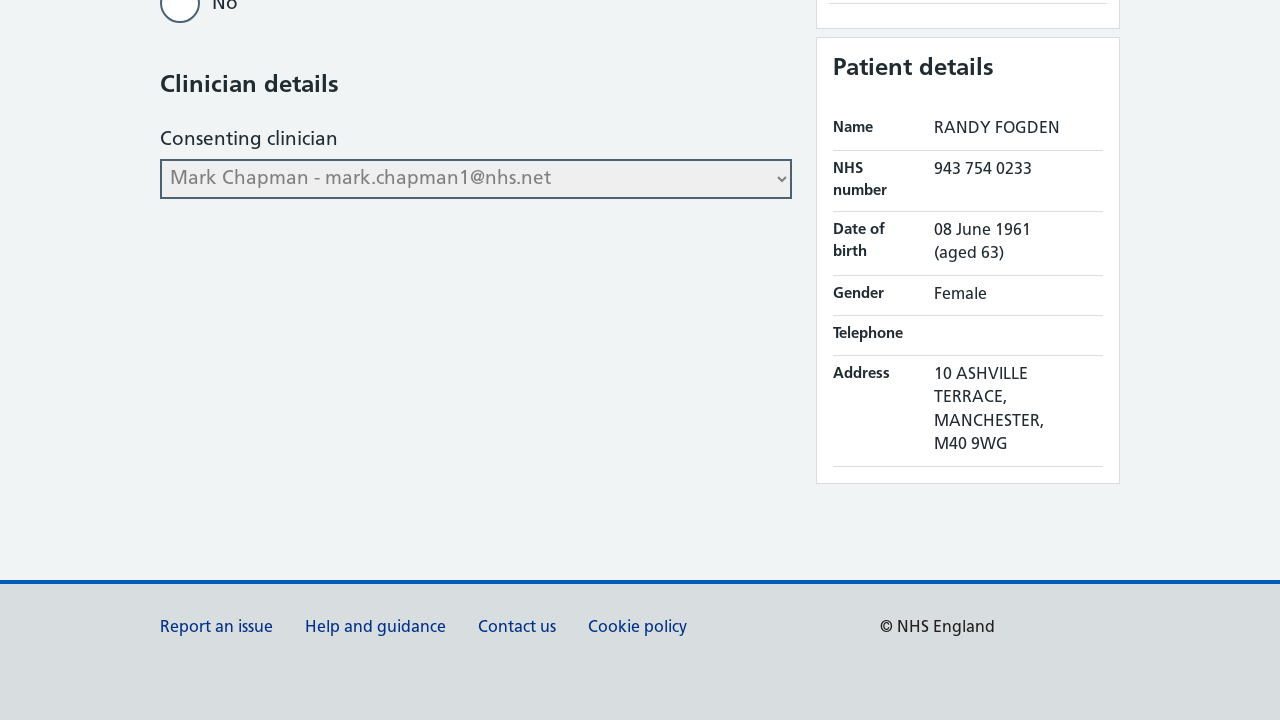 No
Clinician details
Consenting clinician
Mark Chapman - mark.chapman1@nhs.net
Patient details
Name RANDY FOGDEN
NHS number 943 754 0233
Date of birth 08 June 1961 (aged 63)
Gender Female
Telephone
Address 10 ASHVILLE
TERRACE,
MANCHESTER,
M40 9WG
Report an issue Help and guidance Contact us Cookie policy © NHS England